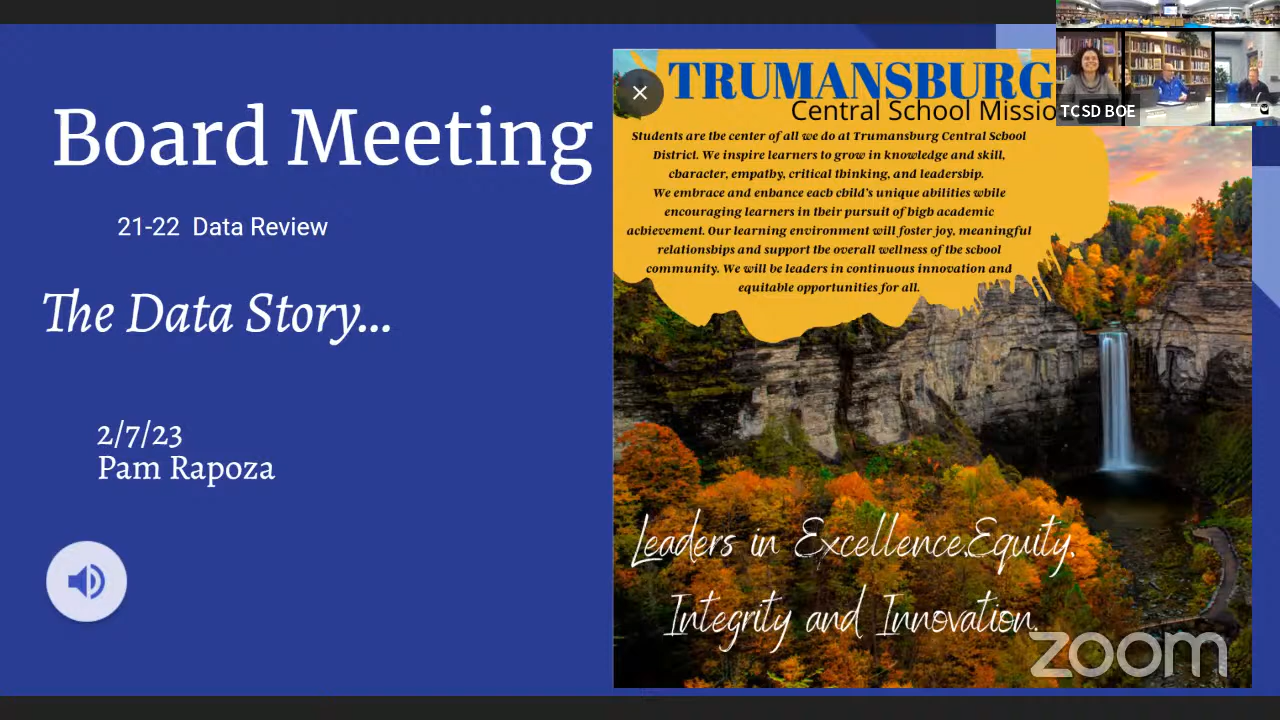 Board Meeting
21-22 Data Review
The Data Story...
2/7/23
Pam Rapoza
TRUMANSBURG
Central School Missio
Students are the center of all we do at Trumansburg Central School
District. We inspire learners to grow in knowledge and skill,
character, empathy, critical thinking, and leadership.
We embrace and enhance each child's unique abilities while
encouraging learners in their pursuit of high academic
achievement. Our learning environment will foster joy, meaningful
relationships and support the overall wellness of the school
community. We will be leaders in continuous innovation and
equitable opportunities for all.
Leaders in Excellence,Equity,
Integrity and Innovation.
TCSD BOE
zoom